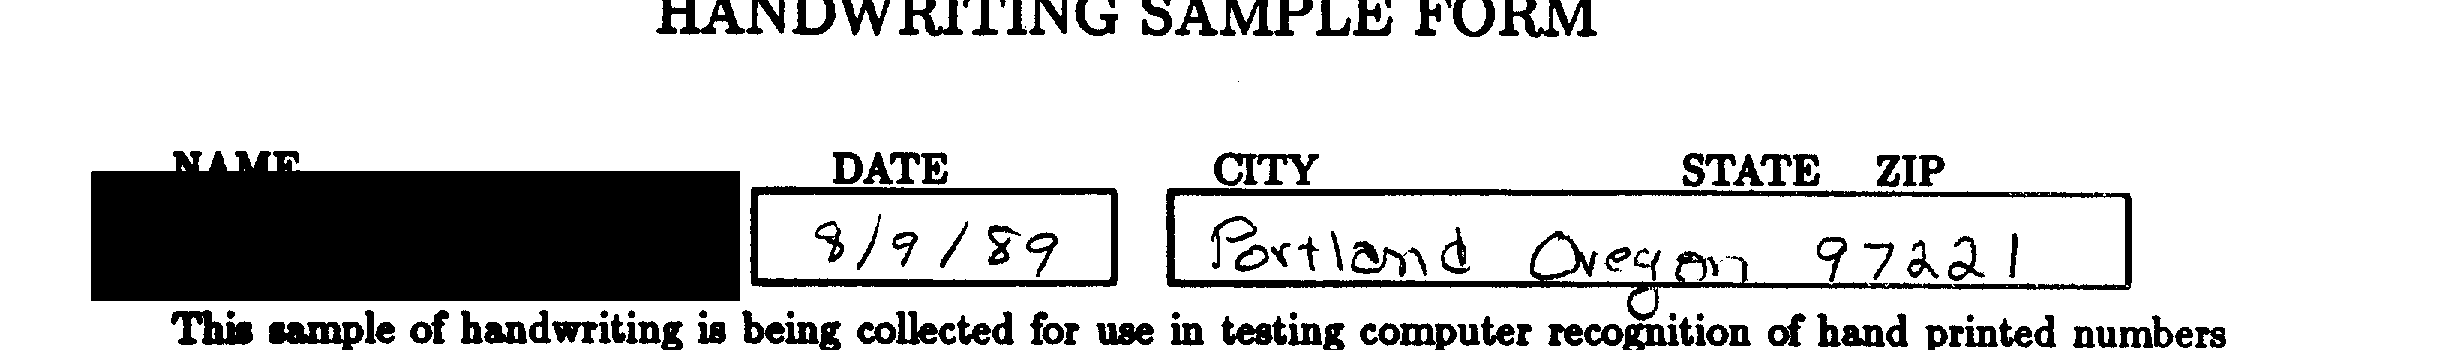 HANDWRITING SAMPLE FORM
NAME DATE CITY STATE ZIP
8/9/89 Portland Oregon 97221
This sample of handwriting is being collected for use in testing computer recognition of hand printed numbers